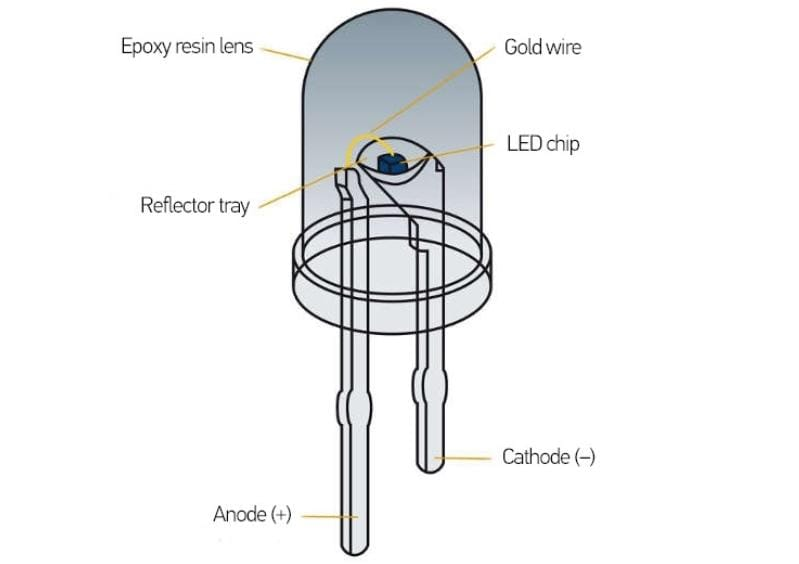 Epoxy resin lens
Gold wire
LED chip
Reflector tray
Cathode (–)
Anode (+)